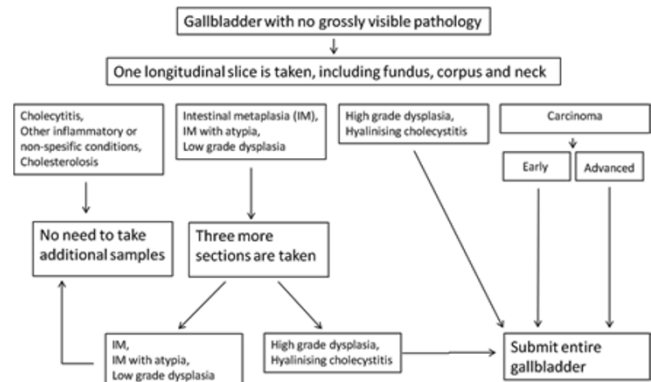 Gallbladder with no grossly visible pathology
One longitudinal slice is taken, including fundus, corpus and neck
Cholecytitis,
Other inflammatory or
non-spesific conditions,
Cholesterolosis
Intestinal metaplasia (IM),
IM with atypia,
Low grade dysplasia
High grade dysplasia,
Hyalinising cholecystitis
Carcinoma
Early
Advanced
No need to take
additional samples
Three more
sections are taken
IM,
IM with atypia,
Low grade dysplasia
High grade dysplasia,
Hyalinising cholecystitis
Submit entire
gallbladder